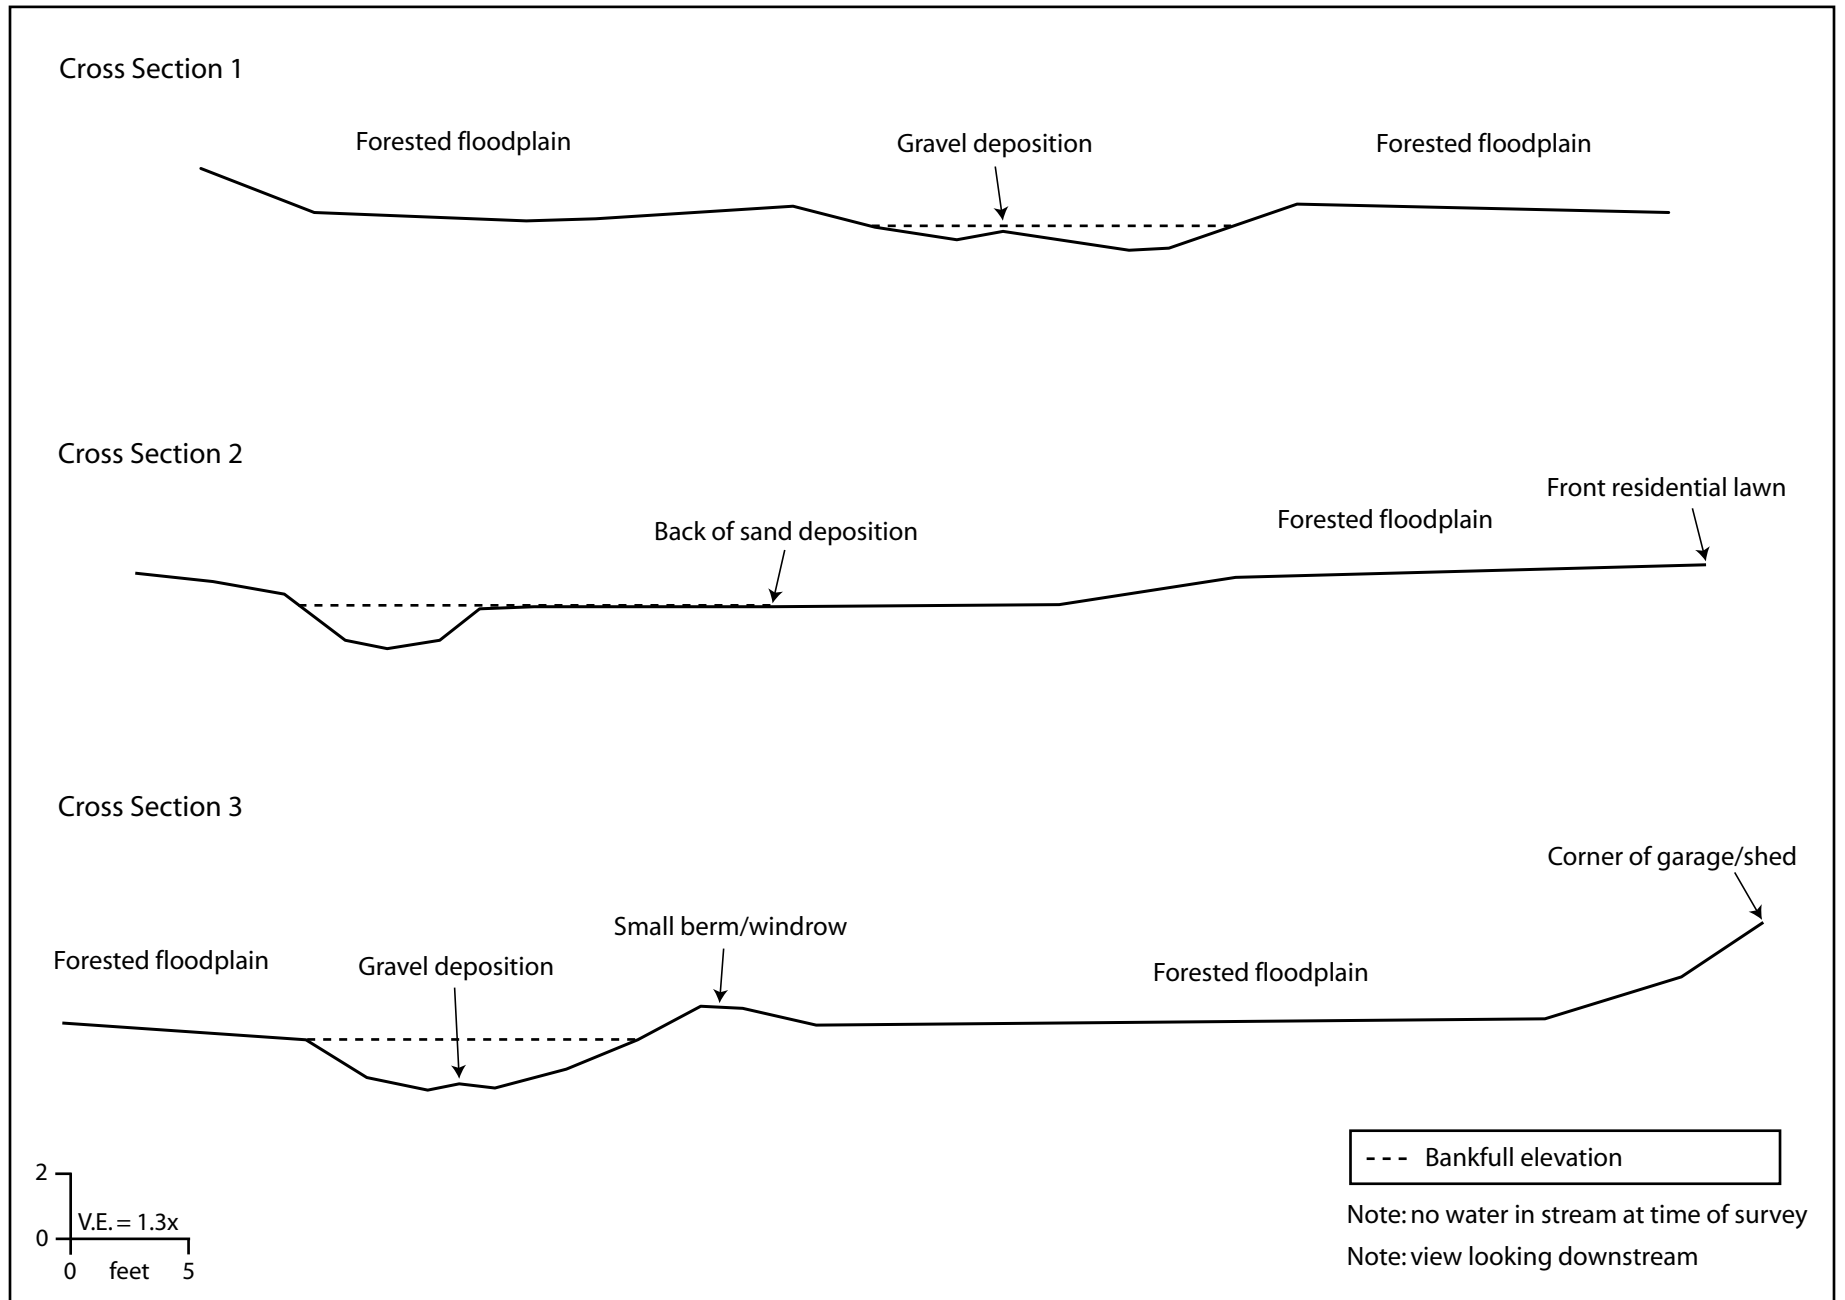 Cross Section 1
Forested floodplain
Gravel deposition
Forested floodplain
Cross Section 2
Front residential lawn
Back of sand deposition
Forested floodplain
Cross Section 3
Corner of garage/shed
Small berm/windrow
Forested floodplain
Gravel deposition
Forested floodplain
2
V.E. = 1.3x
0
0 feet 5
--- Bankfull elevation
Note: no water in stream at time of survey
Note: view looking downstream